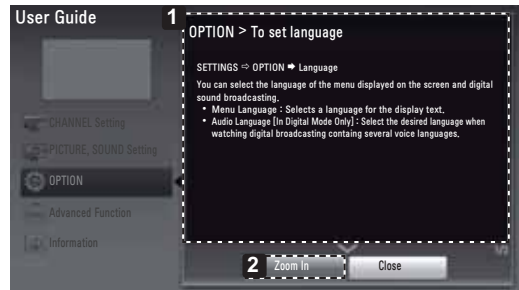 User Guide
1
OPTION > To set language
SETTINGS ⇨ OPTION ➡ Language
You can select the language of the menu displayed on the screen and digital
sound broadcasting.
• Menu Language : Selects a language for the display text.
• Audio Language [In Digital Mode Only] : Select the desired language when
watching digital broadcasting containg several voice languages.
CHANNEL Setting
PICTURE, SOUND Setting
OPTION
Advanced Function
Information
2
Zoom In
Close